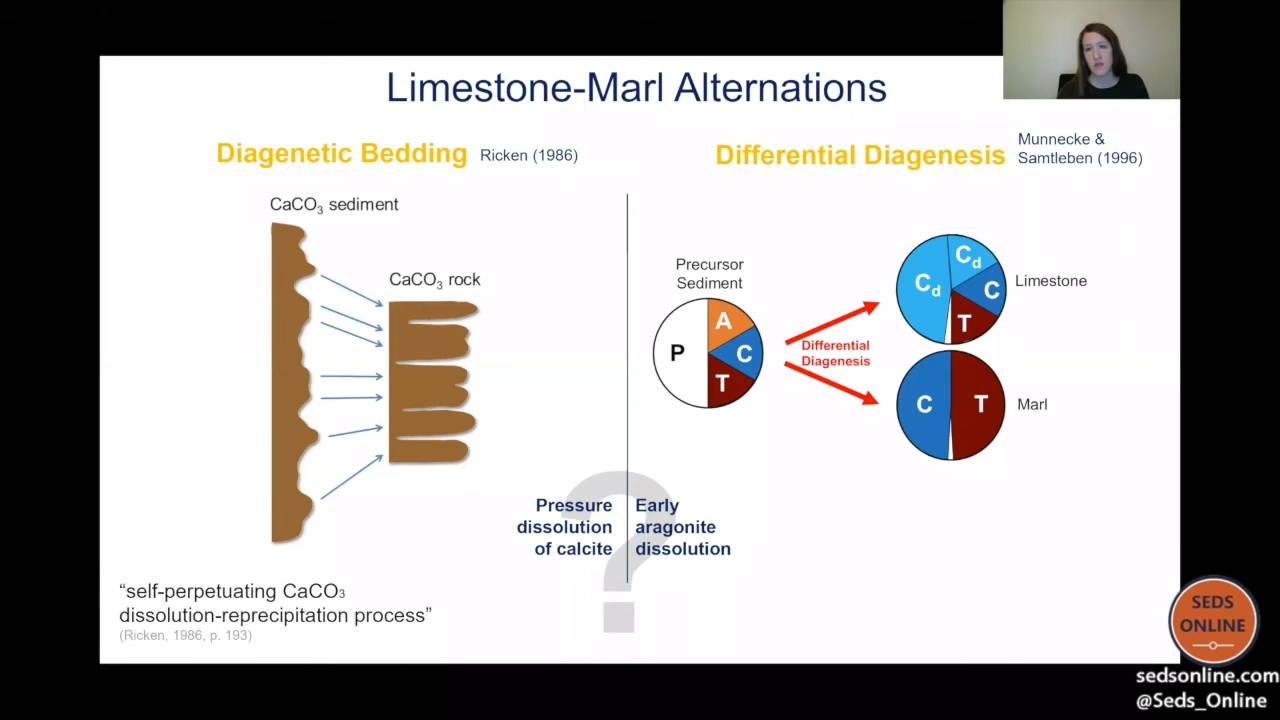 Limestone-Marl Alternations
Diagenetic Bedding Ricken (1986)
CaCO₃ sediment
CaCO₃ rock
Pressure
dissolution
of calcite
“self-perpetuating CaCO₃
dissolution-reprecipitation process”
(Ricken, 1986, p. 193)
Differential Diagenesis
Munnecke &
Samtleben (1996)
Precursor
Sediment
P
A
C
T
Differential
Diagenesis
C_d
C_d
C
T
Limestone
C
T
Marl
Early
aragonite
dissolution
?
SEDS
ONLINE
sedsonline.com
@Seds_Online